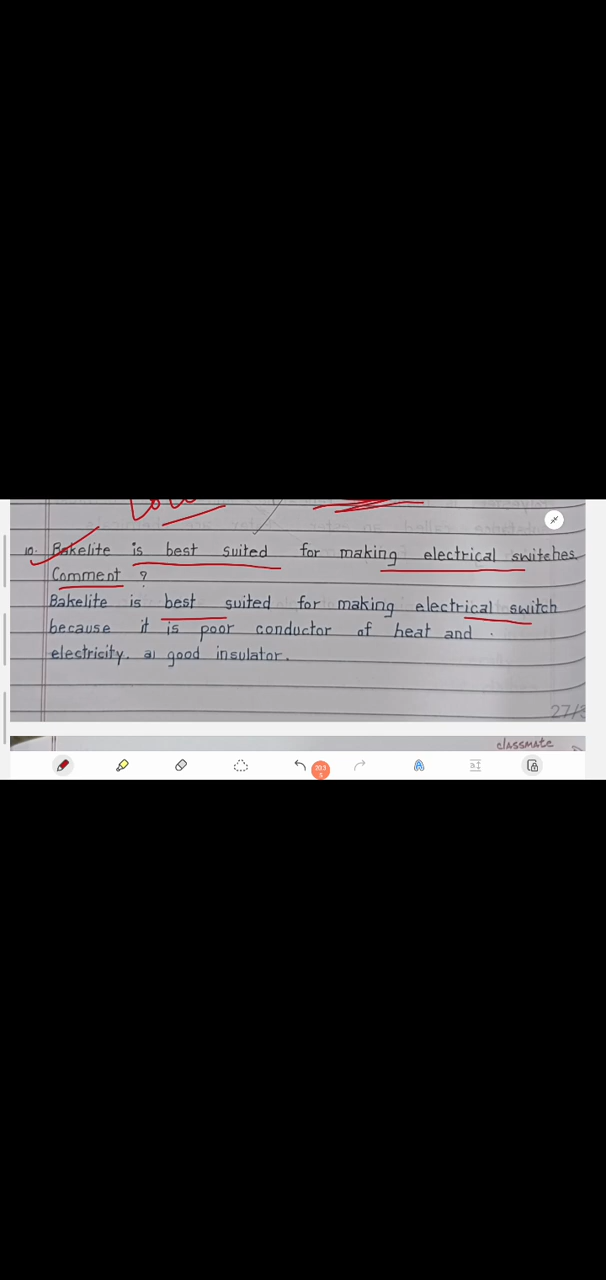 10. Bakelite is best suited for making electrical switches.
Comment ?
Bakelite is best suited for making electrical switch
because it is poor conductor of heat and
electricity. a good insulator.
classmate